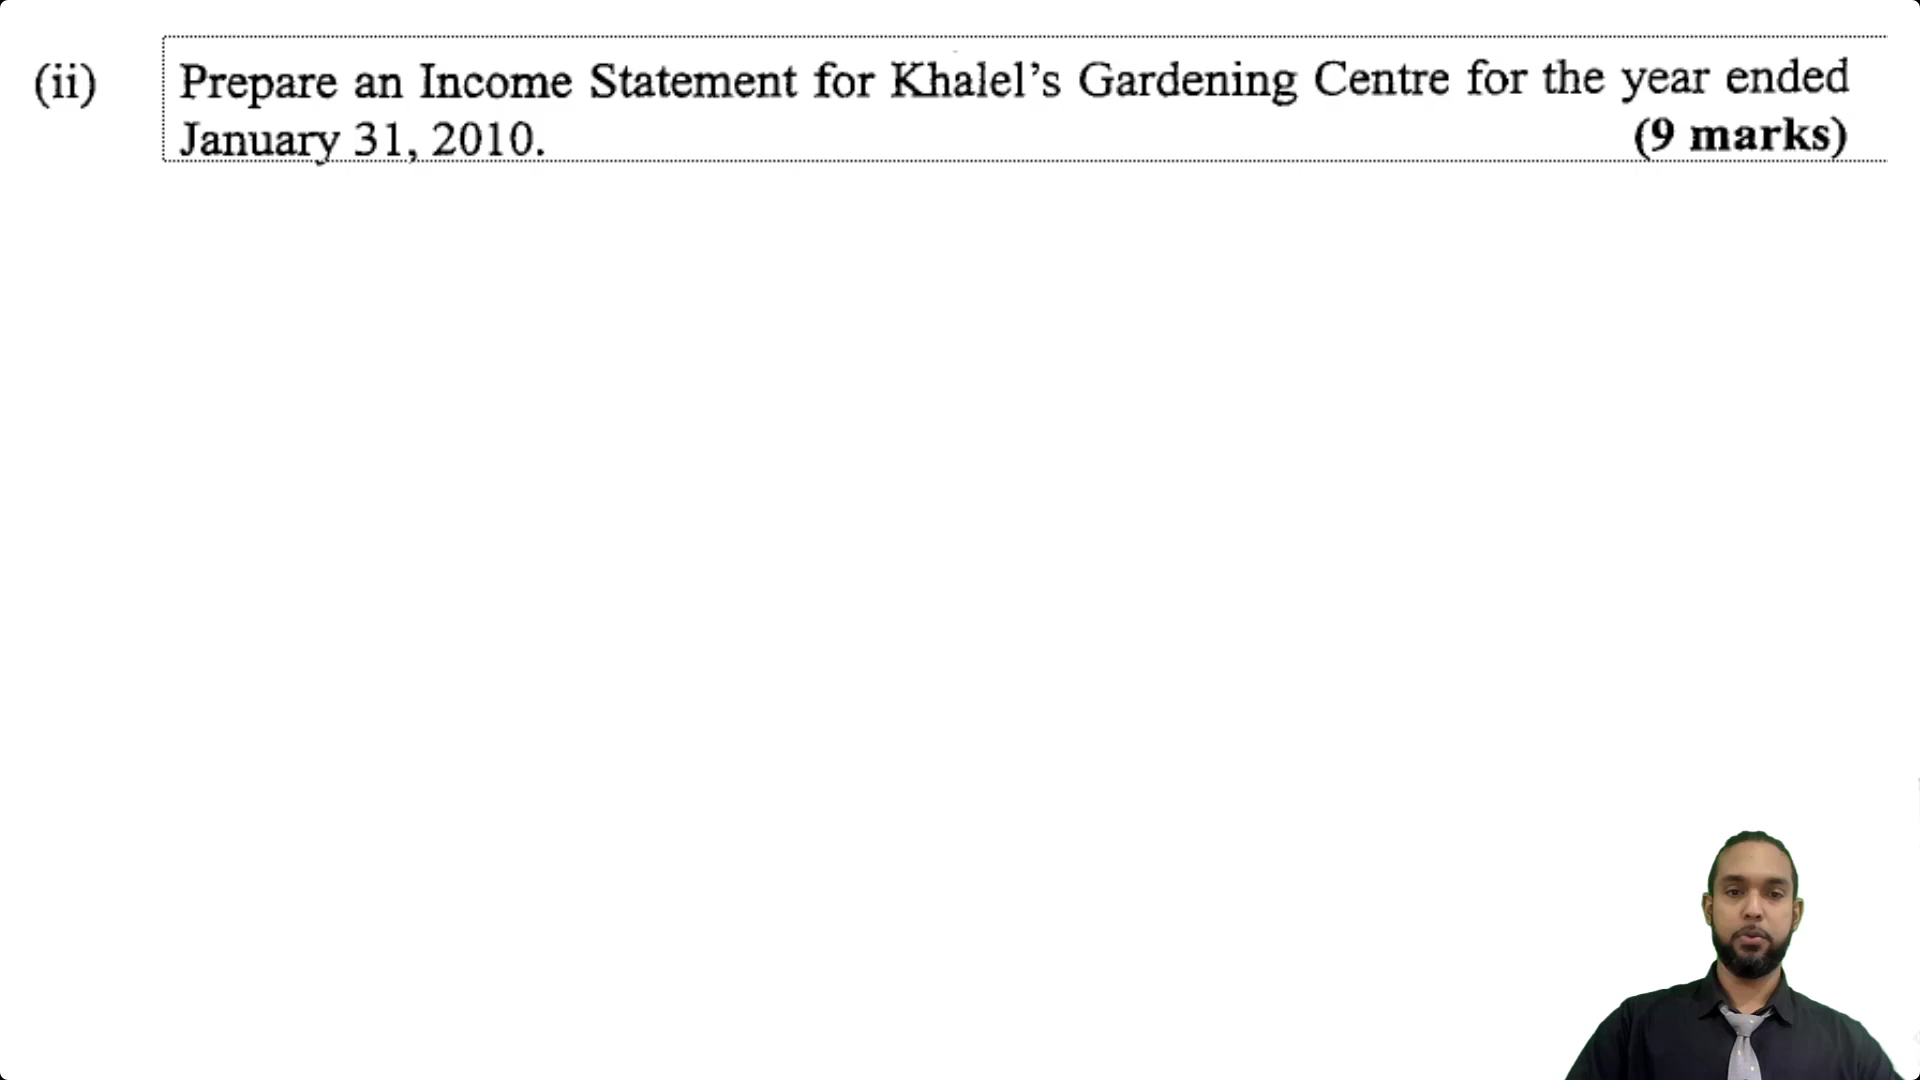 (ii) Prepare an Income Statement for Khalel's Gardening Centre for the year ended
January 31, 2010. (9 marks)